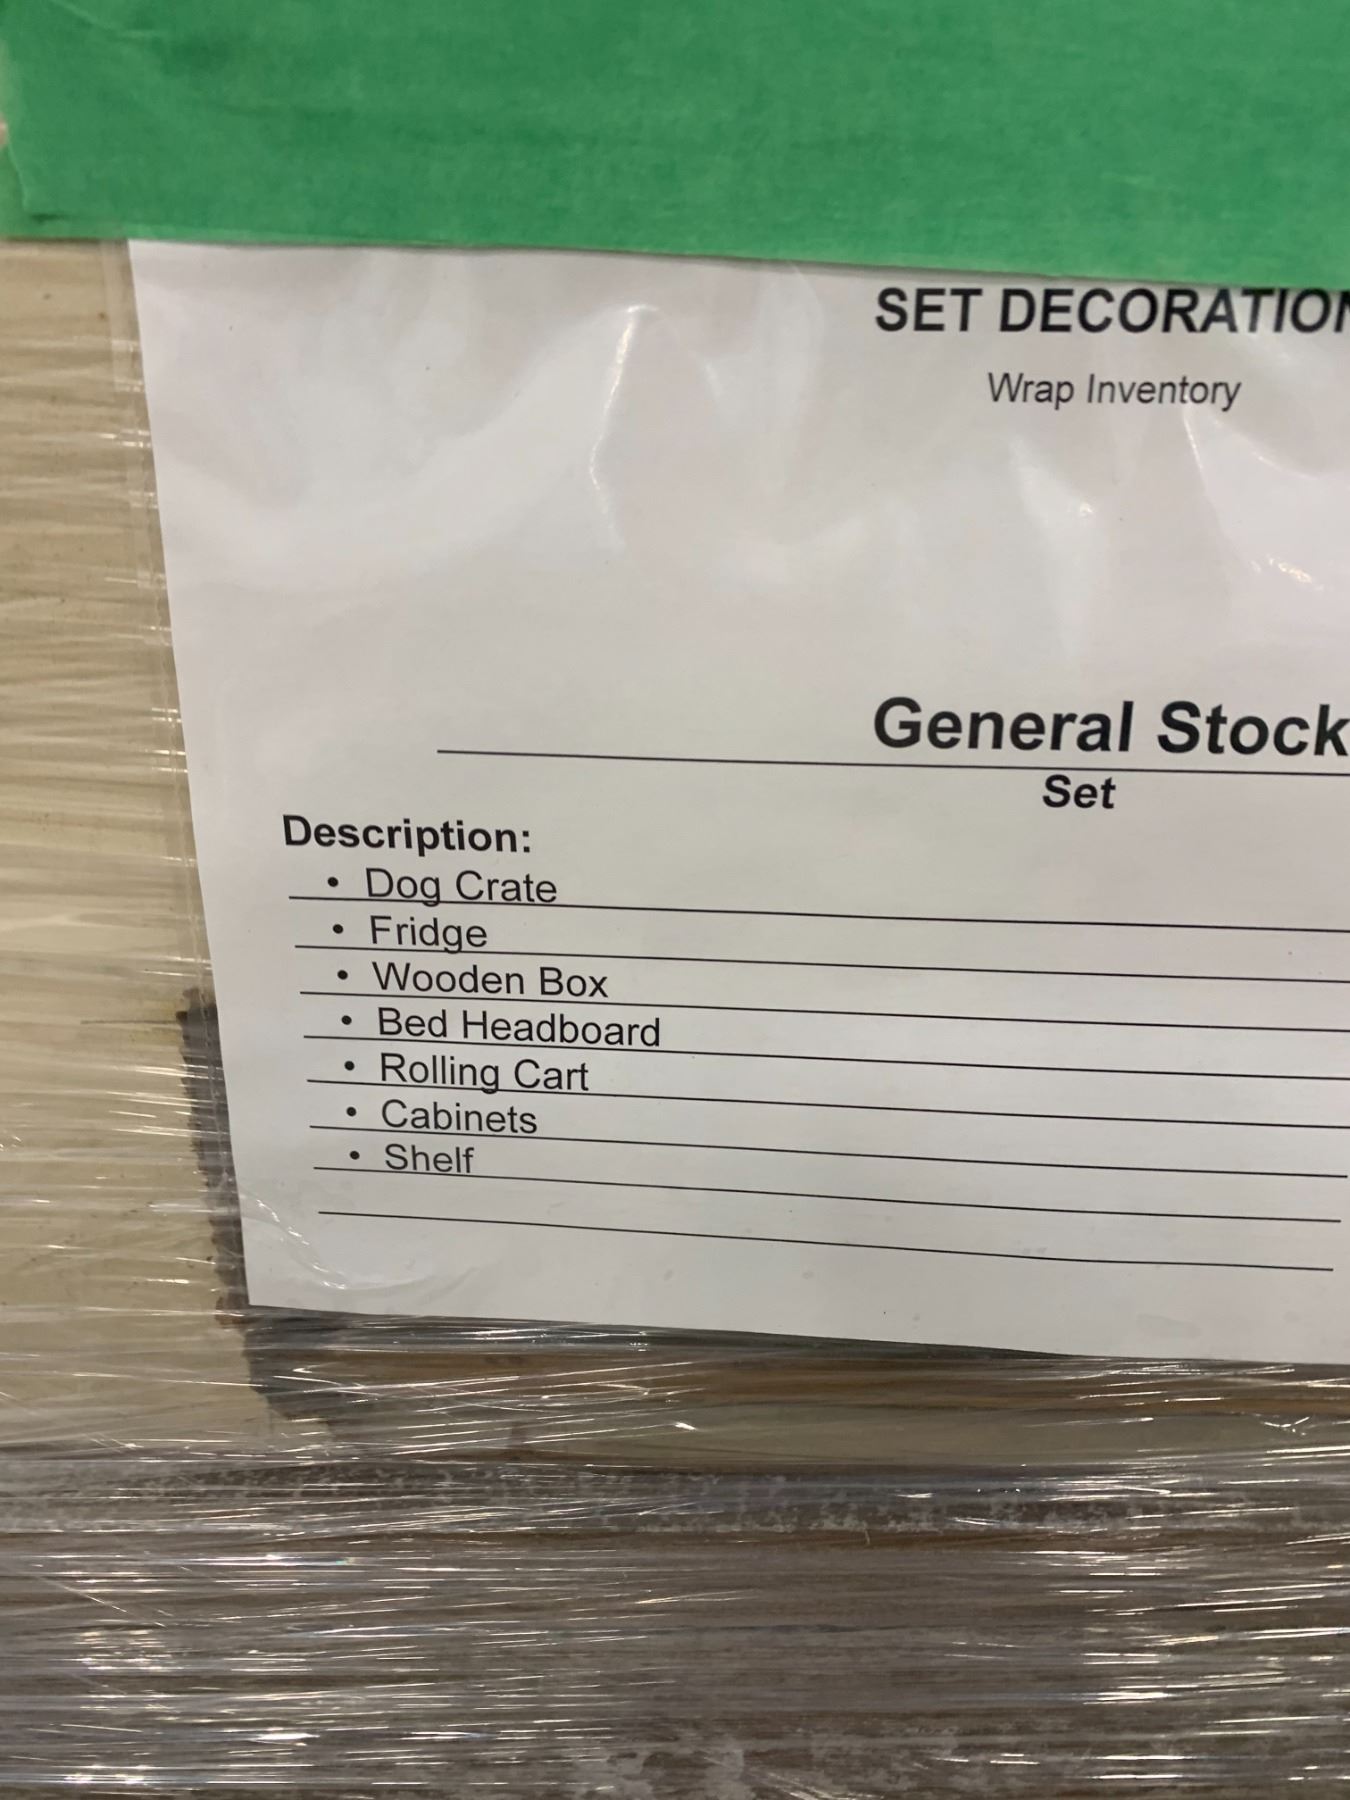 SET DECORATION
Wrap Inventory
General Stock
Set
Description:
• Dog Crate
• Fridge
• Wooden Box
• Bed Headboard
• Rolling Cart
• Cabinets
• Shelf